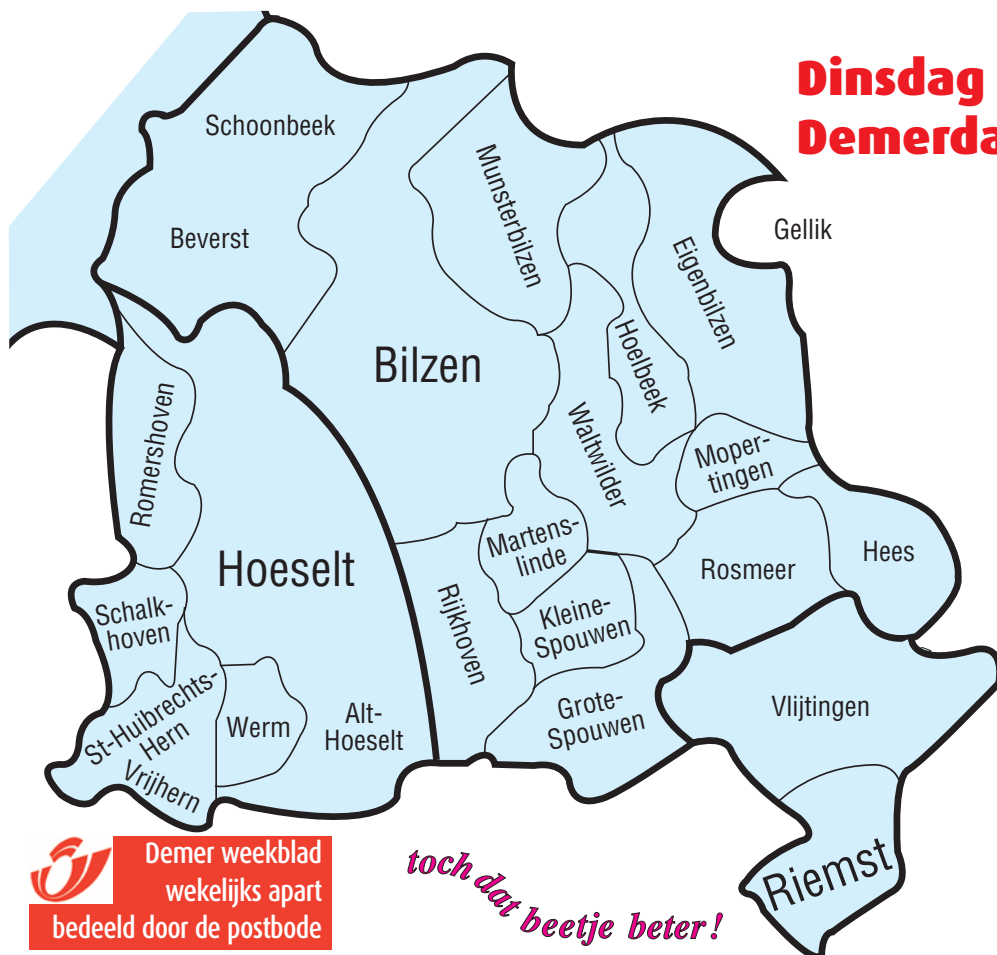 Dinsdag
Schoonbeek
Munsterbilzen
Beverst
Gellik
Eigenbilzen
Hoelbeek
Bilzen
Romershoven
Waltwilder
Moper-
tingen
Martens-
linde
Hoeselt
Rosmeer
Hees
Rijkhoven
Schalk-
hoven
Kleine-
Spouwen
St-Huibrechts-
Hern
Vrijhern
Werm
Alt-
Hoeselt
Grote-
Spouwen
Vlijtingen
Riemst
Demer weekblad
wekelijks apart
bedeeld door de postbode
toch dat beetje beter!